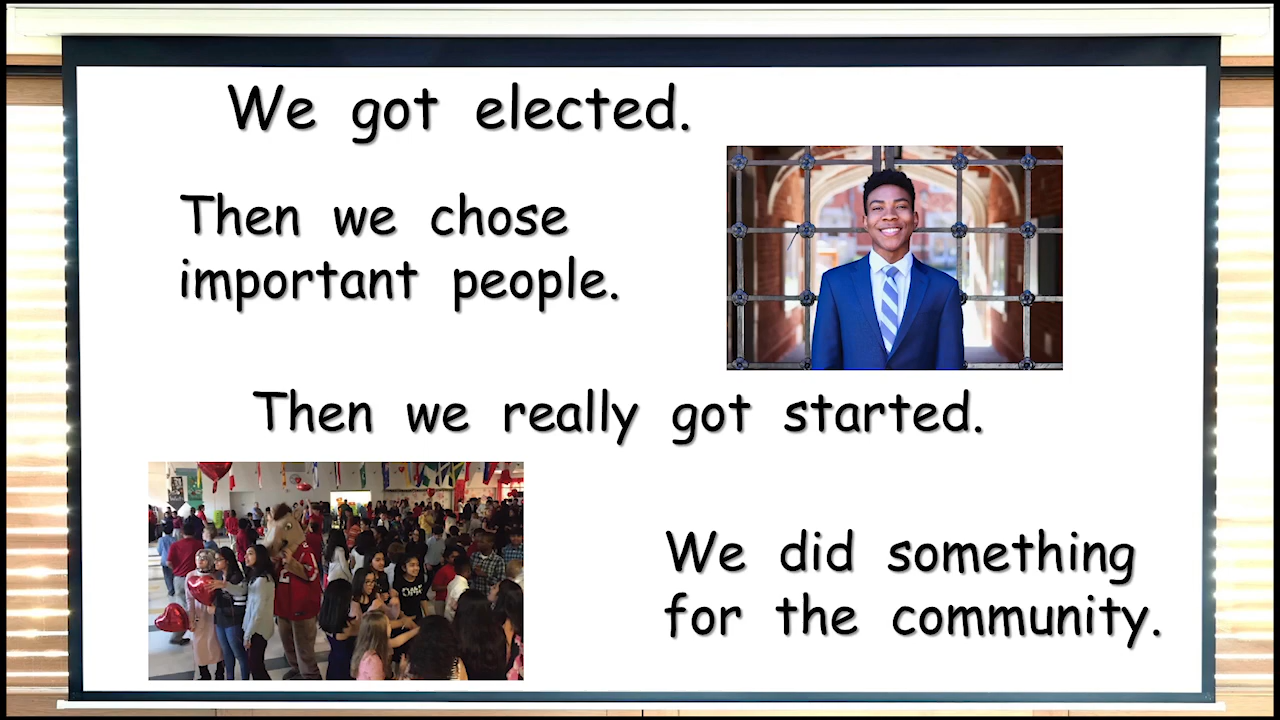 We got elected.
Then we chose
important people.
Then we really got started.
We did something
for the community.